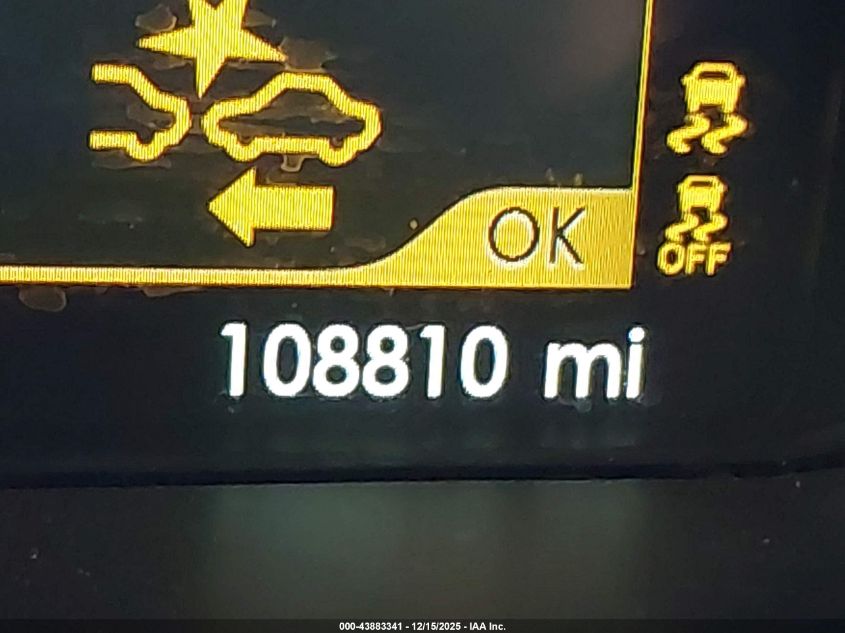 OK
OFF
108810 mi
000-43883341 - 12/15/2025 - IAA Inc.